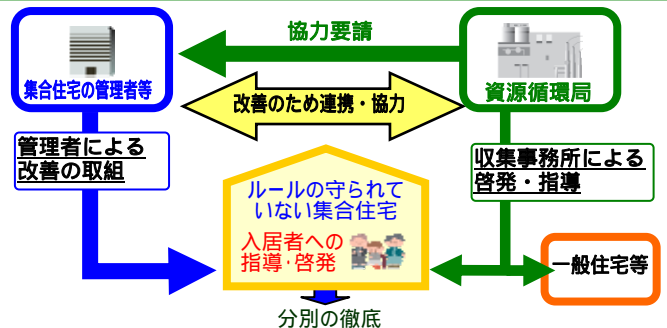 協力要請
集合住宅の管理者等
資源循環局
改善のため連携・協力
管理者による
改善の取組
収集事務所による
啓発・指導
ルールの守られて
いない集合住宅
入居者への
指導・啓発
一般住宅等
分別の徹底